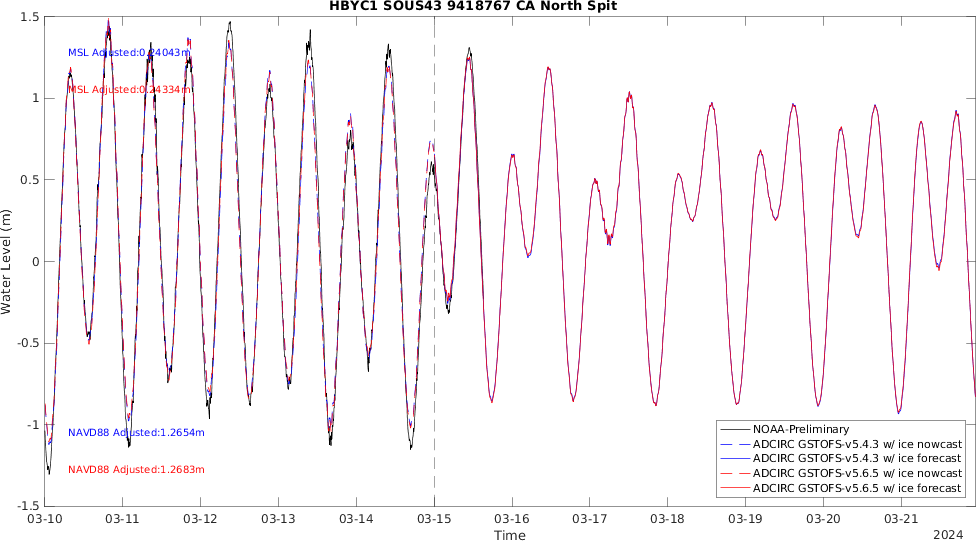 HBYC1 SOUS43 9418767 CA North Spit
1.5
1
0.5
0
-0.5
-1
-1.5
Water Level (m)
MSL Adjusted:0.24043m
MSL Adjusted:0.24334m
NAVD88 Adjusted:1.2654m
NAVD88 Adjusted:1.2683m
NOAA-Preliminary
ADCIRC GSTOFS-v5.4.3 w/ ice nowcast
ADCIRC GSTOFS-v5.4.3 w/ ice forecast
ADCIRC GSTOFS-v5.6.5 w/ ice nowcast
ADCIRC GSTOFS-v5.6.5 w/ ice forecast
03-10 03-11 03-12 03-13 03-14 03-15 03-16 03-17 03-18 03-19 03-20 03-21
Time
2024